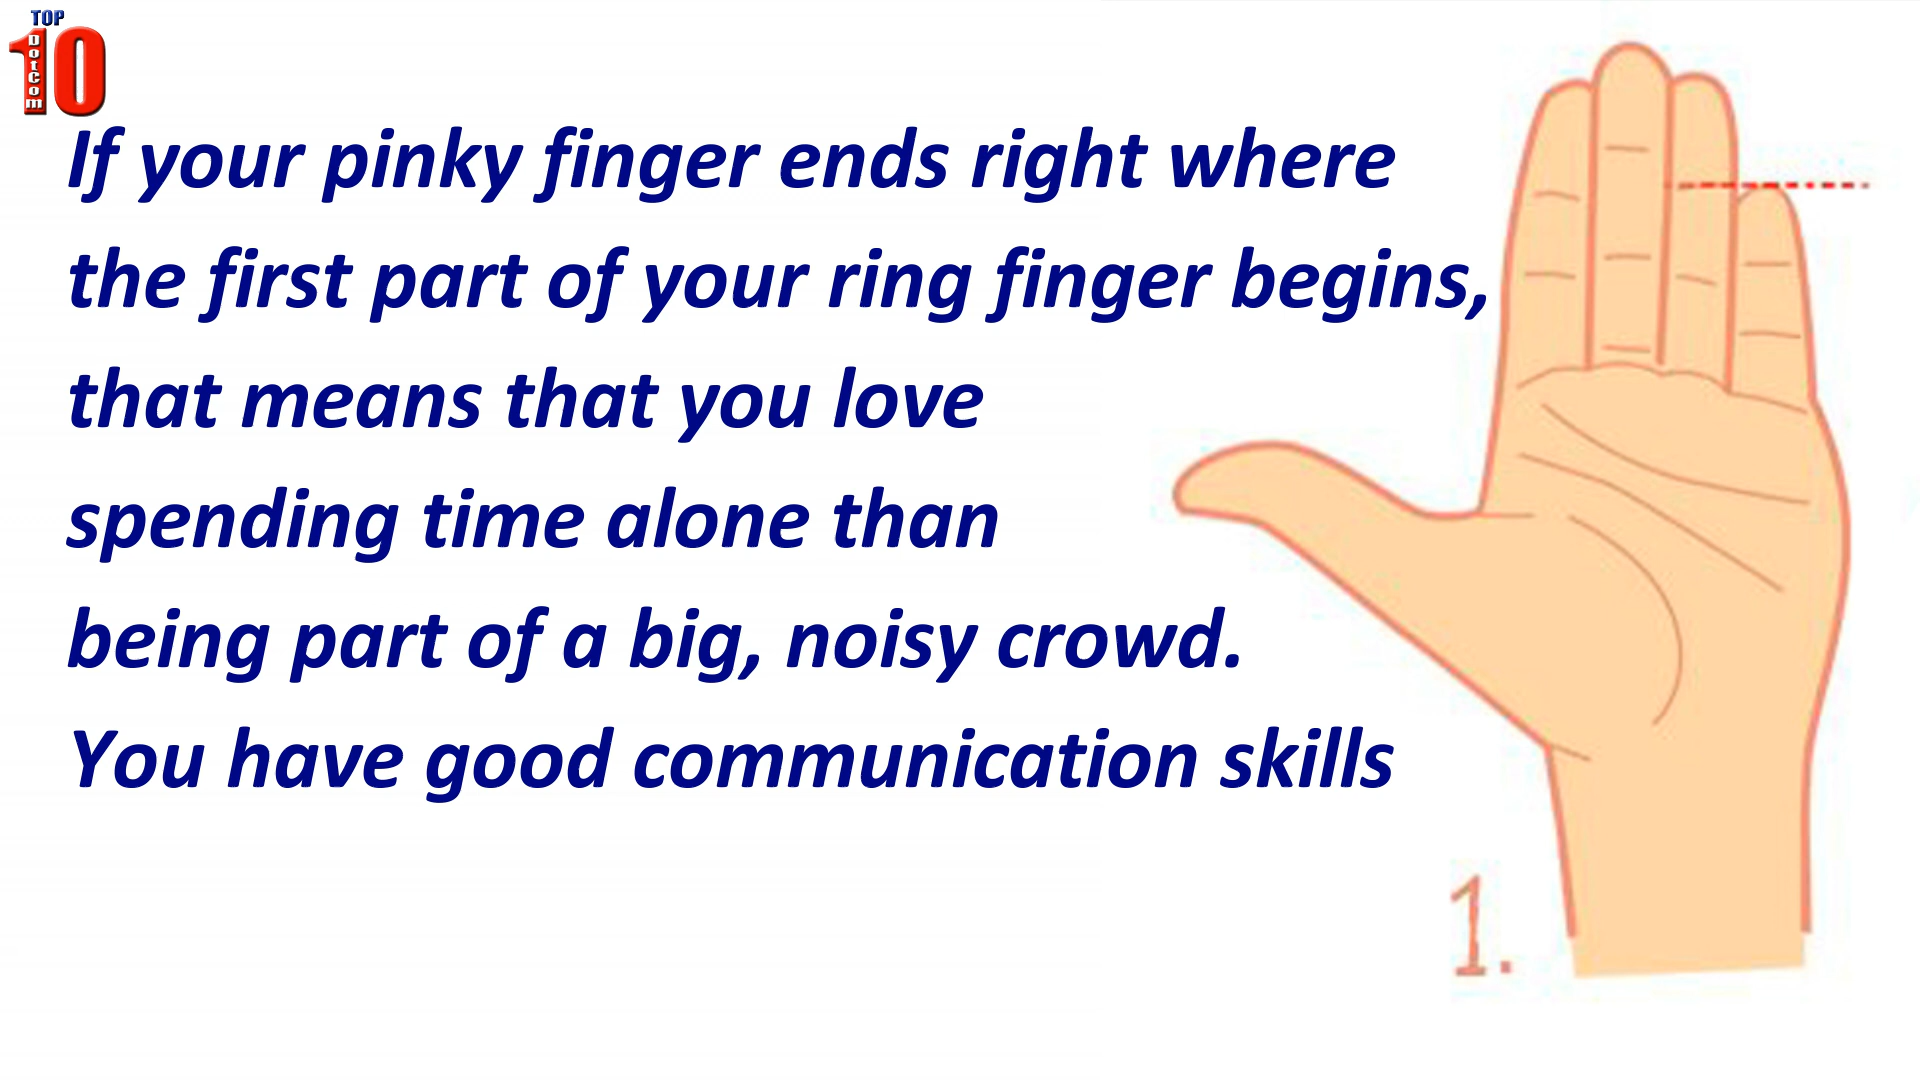 TOP
10
DotCom
If your pinky finger ends right where
the first part of your ring finger begins,
that means that you love
spending time alone than
being part of a big, noisy crowd.
You have good communication skills
1.